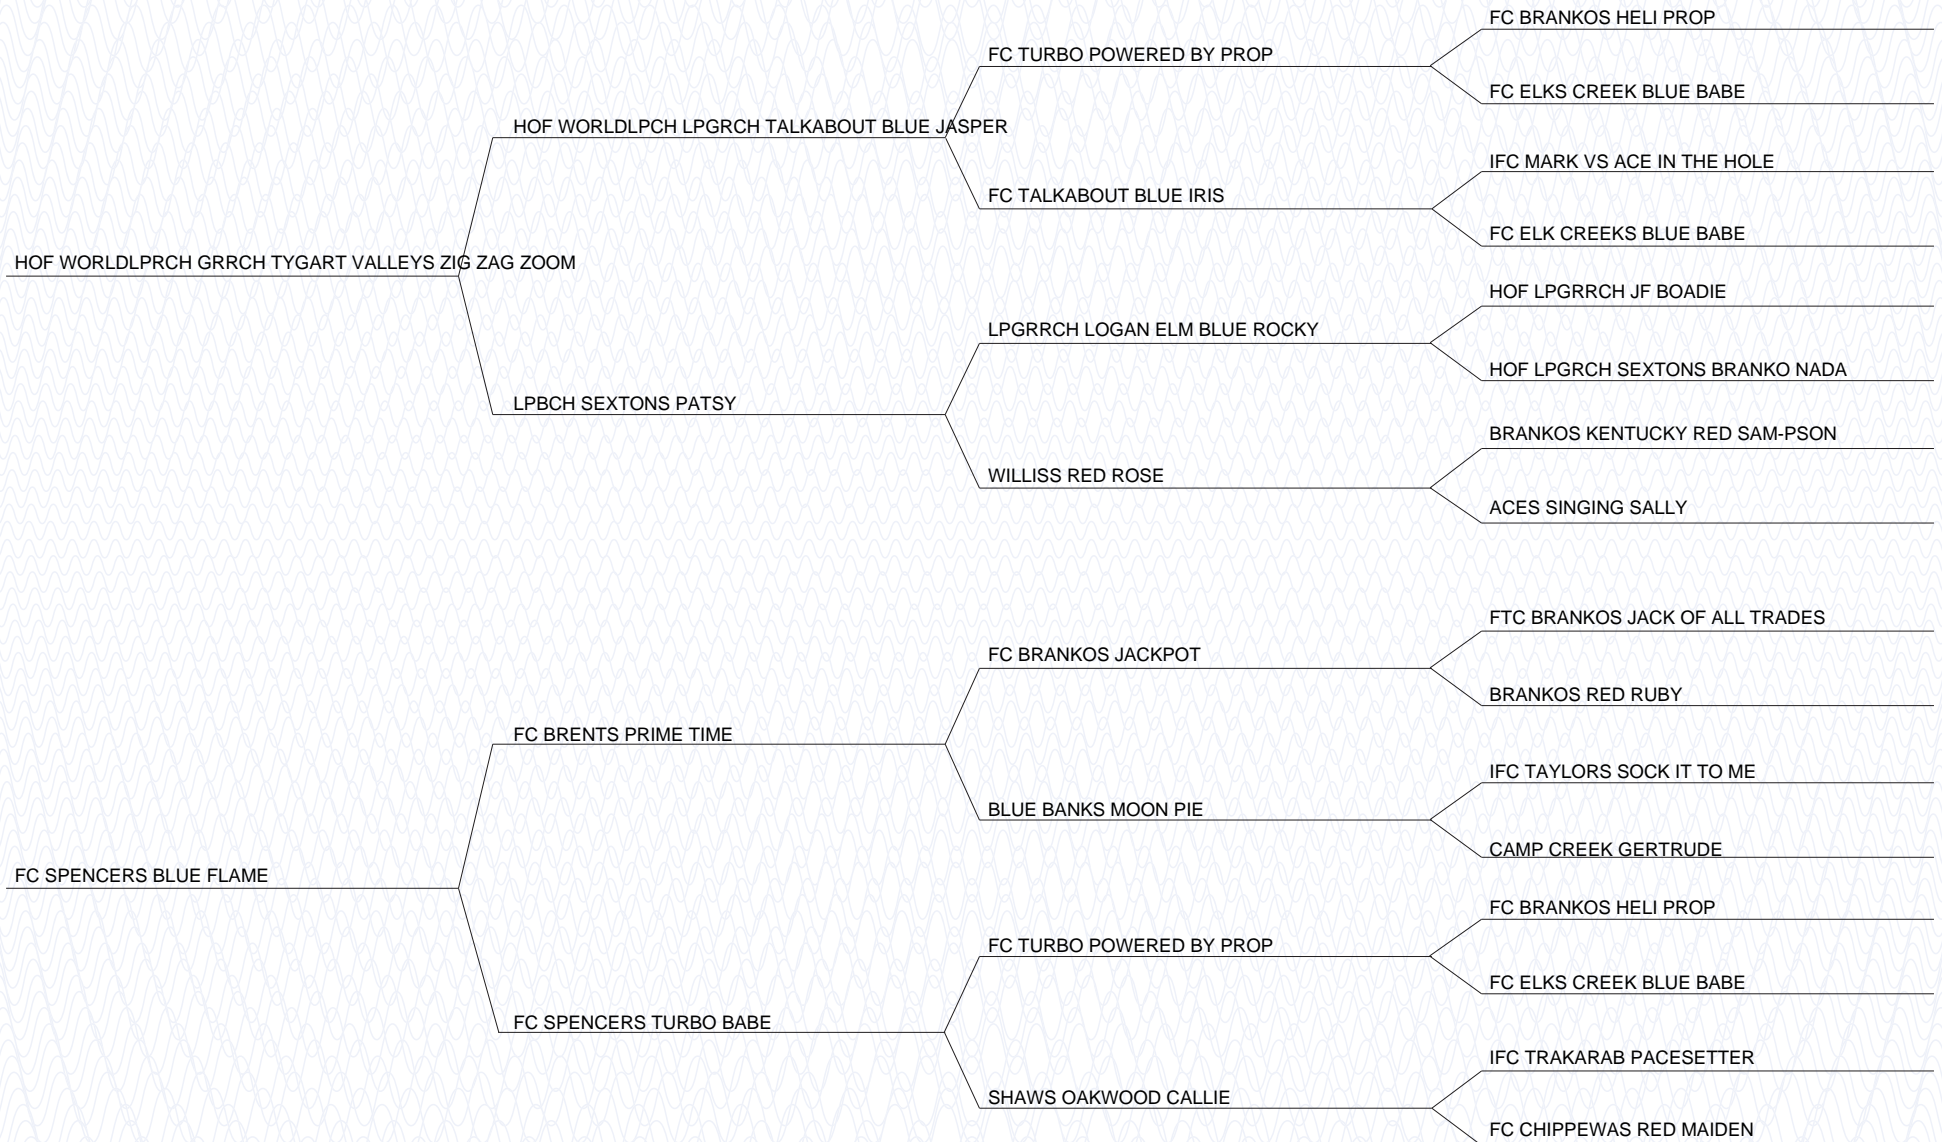 FC BRANKOS HELI PROP
FC TURBO POWERED BY PROP
FC ELKS CREEK BLUE BABE
HOF WORLDLPCH LPGRCH TALKABOUT BLUE JASPER
IFC MARK VS ACE IN THE HOLE
FC TALKABOUT BLUE IRIS
FC ELK CREEKS BLUE BABE
HOF WORLDLPRCH GRRCH TYGART VALLEYS ZIG ZAG ZOOM
HOF LPGRRCH JF BOADIE
LPGRRCH LOGAN ELM BLUE ROCKY
HOF LPGRCH SEXTONS BRANKO NADA
LPBCH SEXTONS PATSY
BRANKOS KENTUCKY RED SAM-PSON
WILLISS RED ROSE
ACES SINGING SALLY
FTC BRANKOS JACK OF ALL TRADES
FC BRANKOS JACKPOT
BRANKOS RED RUBY
FC BRENTS PRIME TIME
IFC TAYLORS SOCK IT TO ME
BLUE BANKS MOON PIE
CAMP CREEK GERTRUDE
FC SPENCERS BLUE FLAME
FC BRANKOS HELI PROP
FC TURBO POWERED BY PROP
FC ELKS CREEK BLUE BABE
FC SPENCERS TURBO BABE
IFC TRAKARAB PACESETTER
SHAWS OAKWOOD CALLIE
FC CHIPPEWAS RED MAIDEN